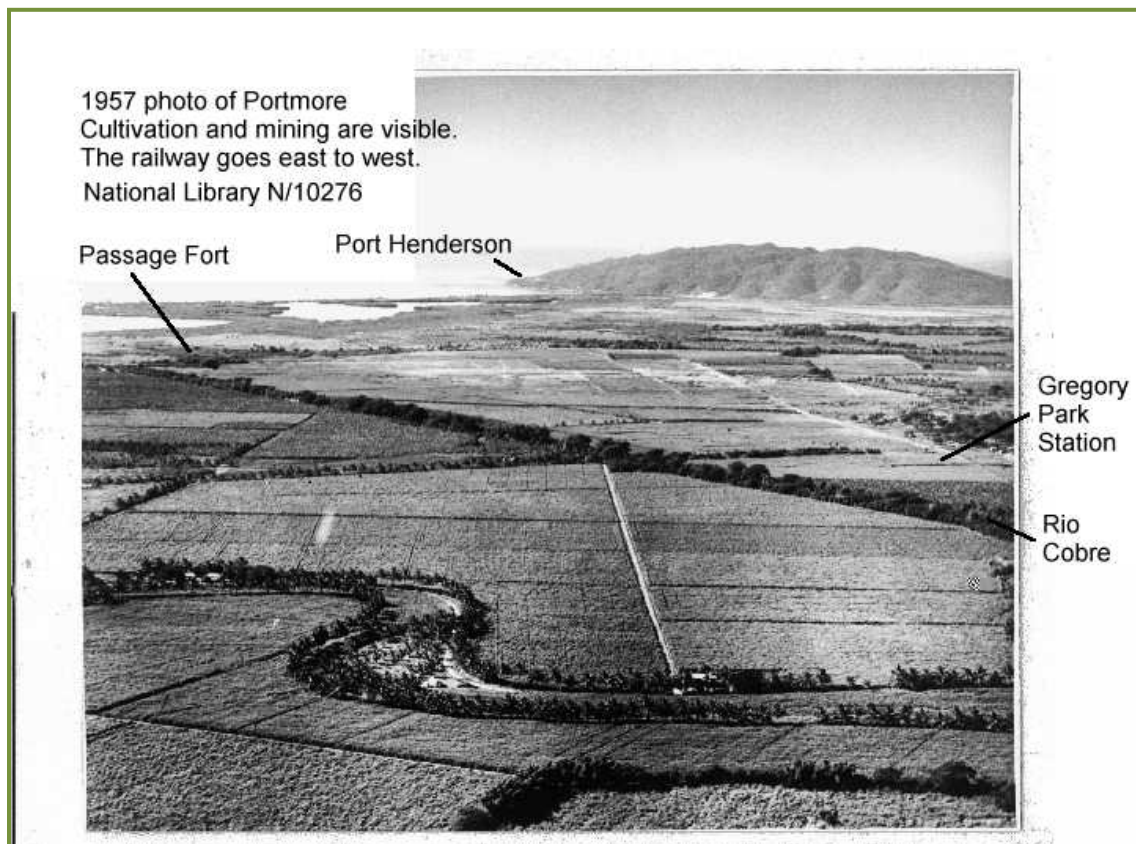 1957 photo of Portmore
Cultivation and mining are visible.
The railway goes east to west.
National Library N/10276
Passage Fort
Port Henderson
Gregory
Park
Station
Rio
Cobre